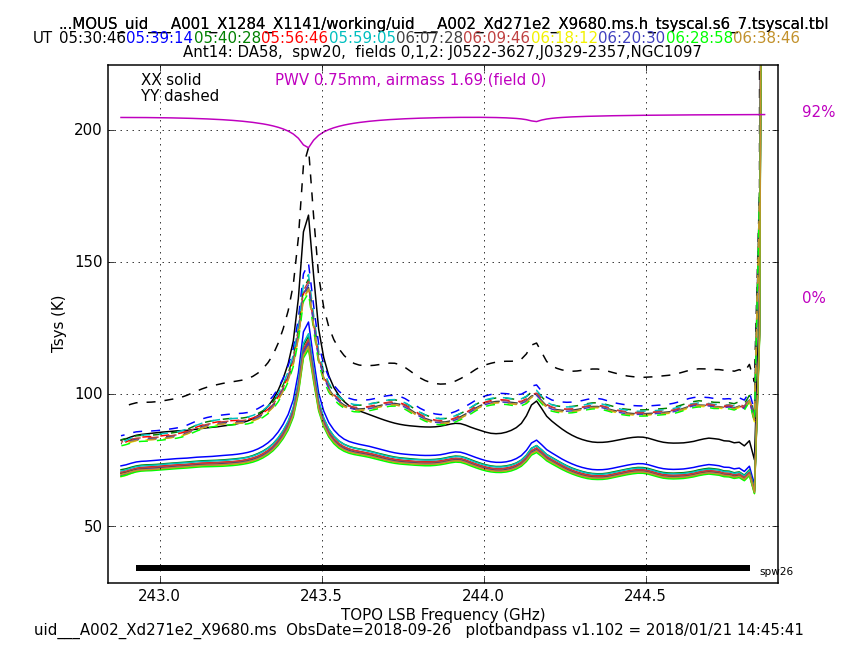 ...MOUS_uid___A001_X1284_X1141/working/uid___A002_Xd271e2_X9680.ms.h_tsyscal.s6_7.tsyscal.tbl
UT 05:30:46 05:39:14 05:40:28 05:56:46 05:59:05 06:07:28 06:09:46 06:18:12 06:20:30 06:28:58 06:38:46
Ant14: DA58,  spw20,  fields 0,1,2: J0522-3627,J0329-2357,NGC1097
XX solid
PWV 0.75mm, airmass 1.69 (field 0)
YY dashed
92%
0%
200
150
100
50
Tsys (K)
spw26
243.0
243.5
244.0
244.5
TOPO LSB Frequency (GHz)
uid___A002_Xd271e2_X9680.ms  ObsDate=2018-09-26   plotbandpass v1.102 = 2018/01/21 14:45:41